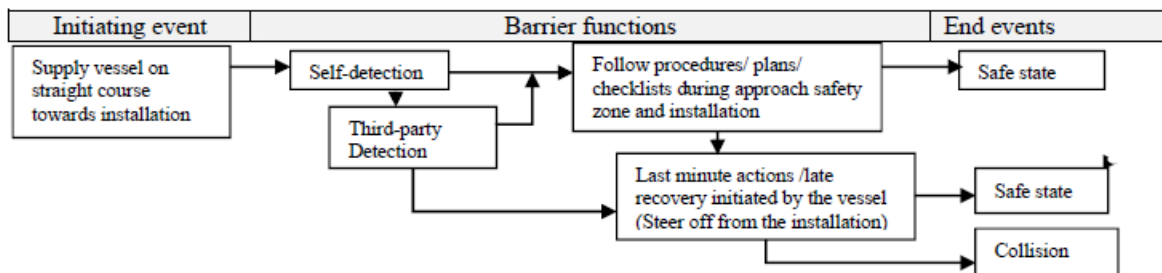 Initiating event
Barrier functions
End events
Supply vessel on
straight course
towards installation
Self-detection
Third-party
Detection
Follow procedures/ plans/
checklists during approach safety
zone and installation
Safe state
Last minute actions /late
recovery initiated by the vessel
(Steer off from the installation)
Safe state
Collision